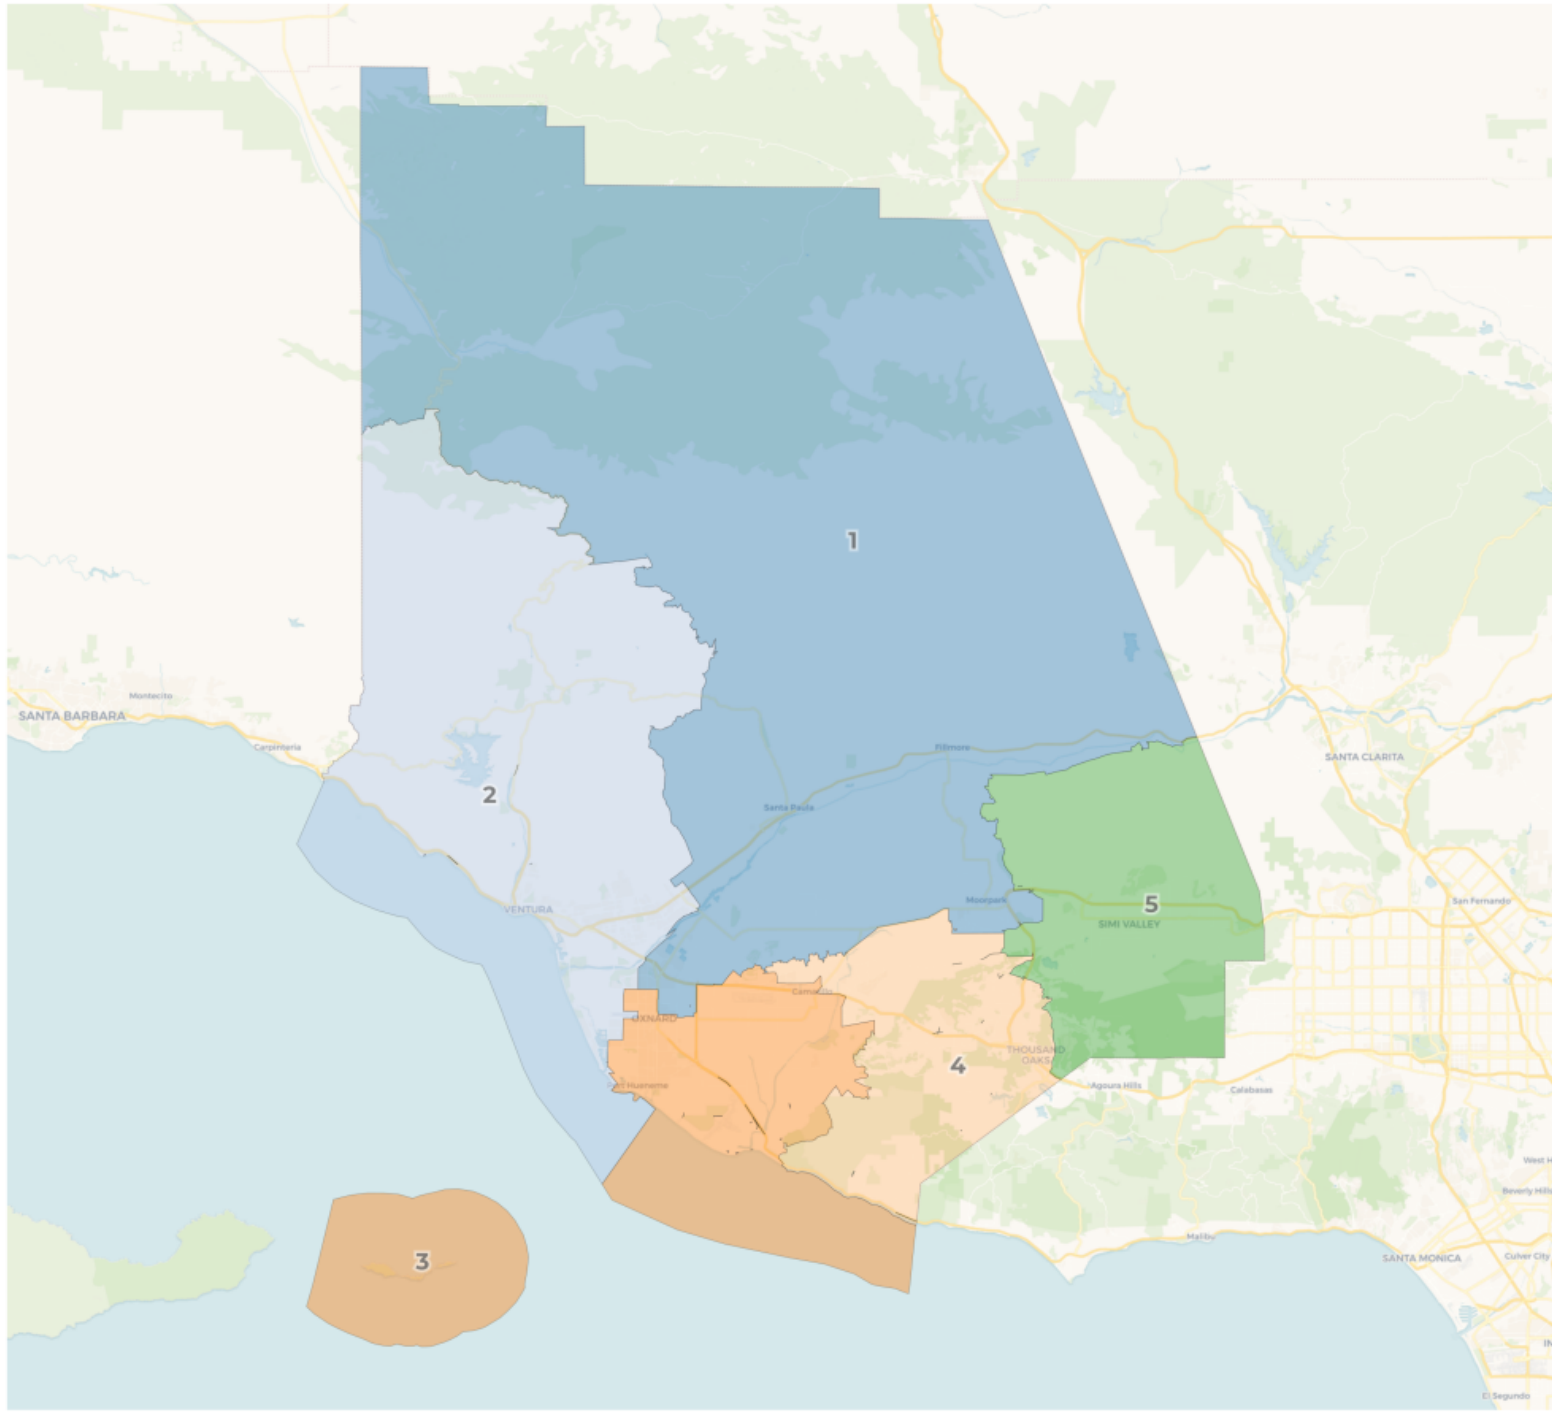 1
Montecito
SANTA BARBARA
Carpinteria
Fillmore
SANTA CLARITA
2
Santa Paula
Moorpark
5
San Fernando
VENTURA
SIMI VALLEY
Camarillo
OXNARD
THOUSAND
OAKS
4
Port Hueneme
Agoura Hills
Calabasas
West H
Beverly Hills
Malibu
3
SANTA MONICA
Culver City
IN
El Segundo